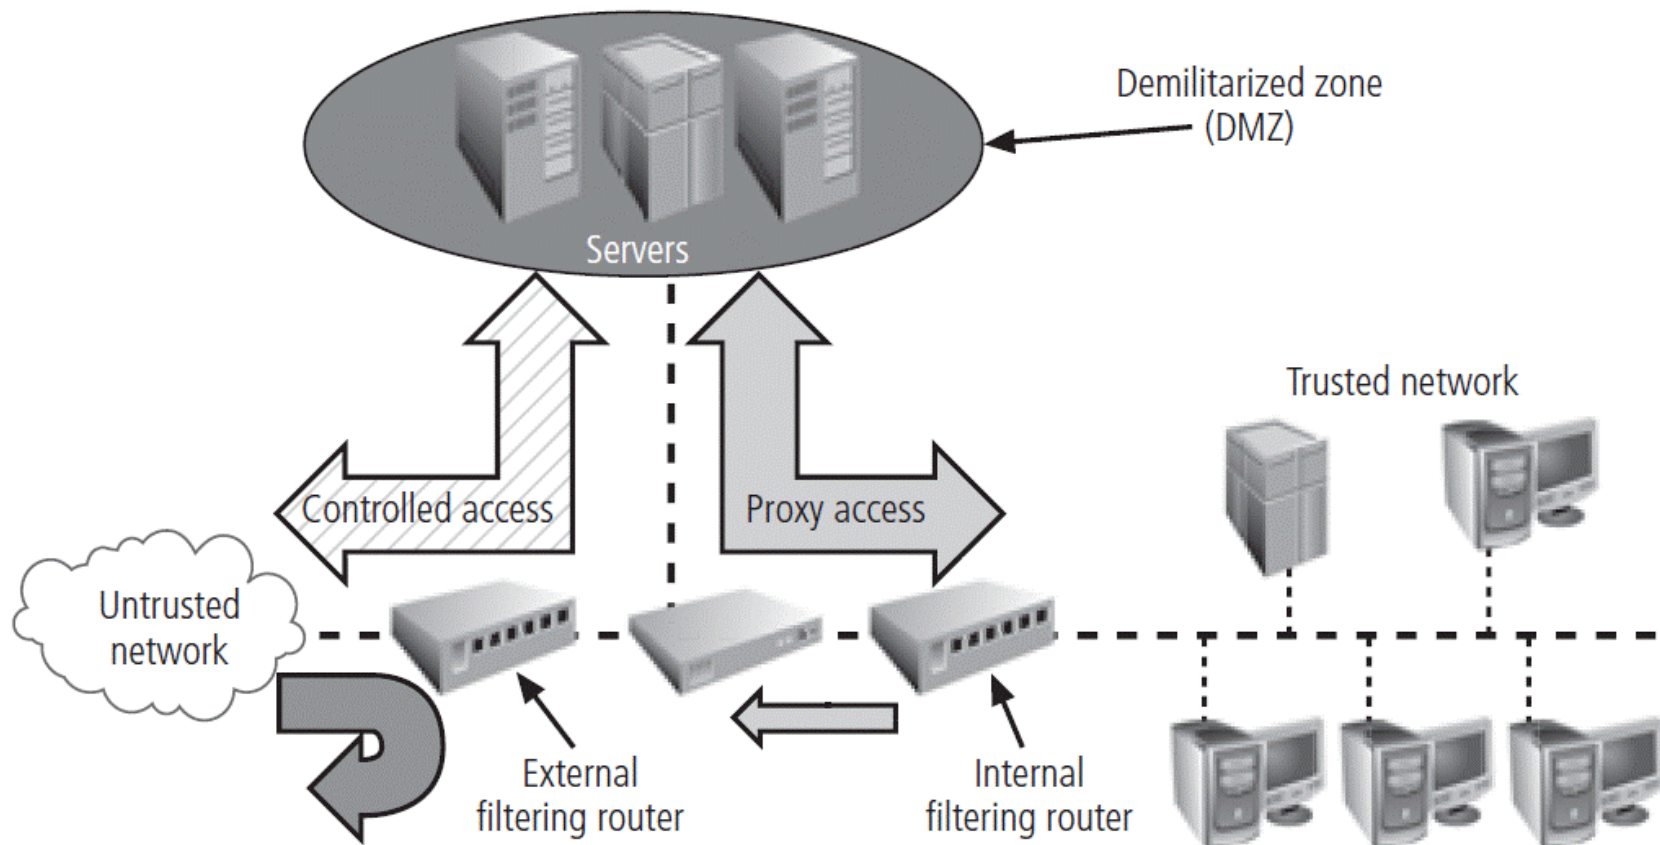 Demilitarized zone
(DMZ)
Servers
Trusted network
Controlled access
Proxy access
Untrusted
network
External
filtering router
Internal
filtering router